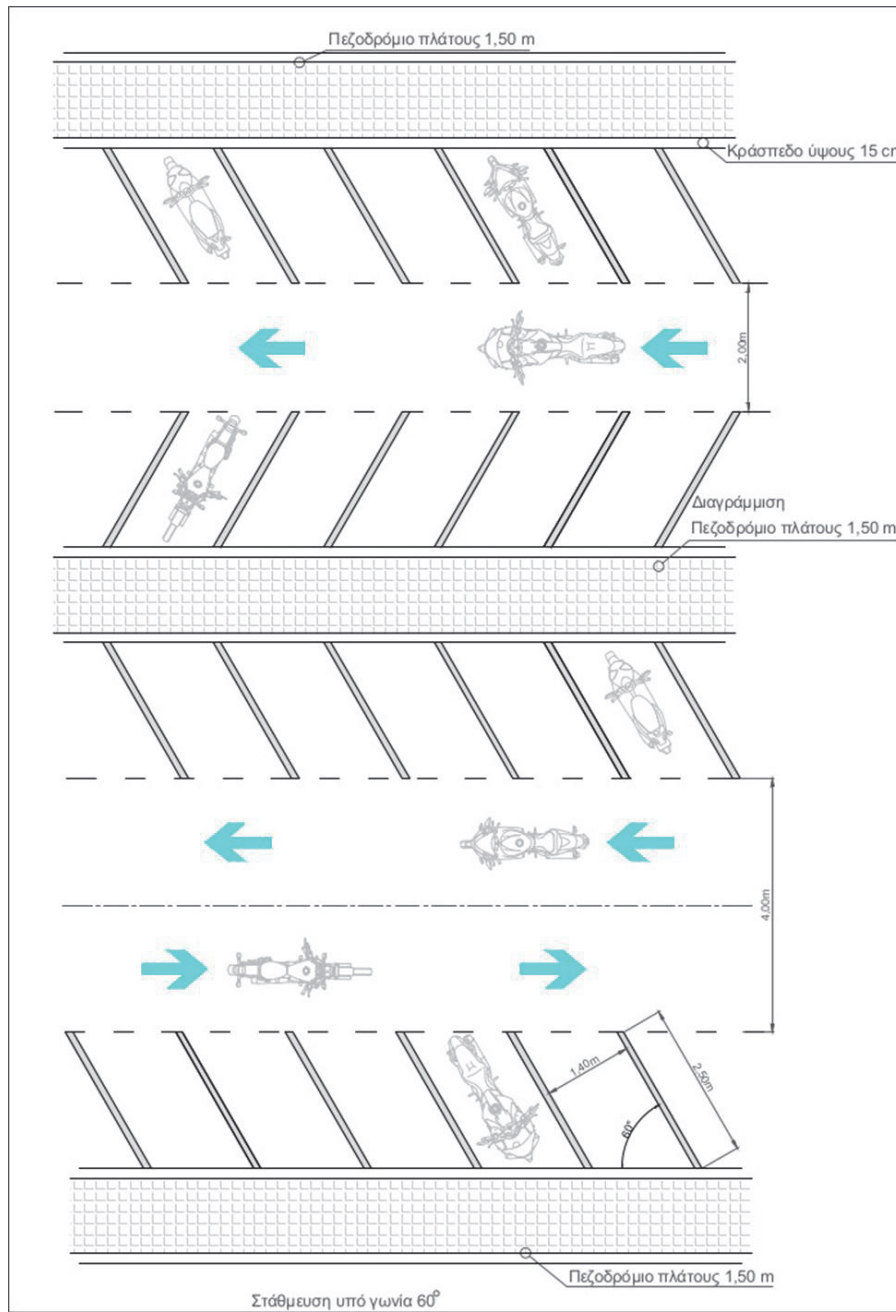 Πεζοδρόμιο πλάτους 1,50 m
Κράσπεδο ύψους 15 cm
2,00m
Διαγράμμιση
Πεζοδρόμιο πλάτους 1,50 m
4,00m
1,40m
2,50m
60°
Πεζοδρόμιο πλάτους 1,50 m
Στάθμευση υπό γωνία 60°